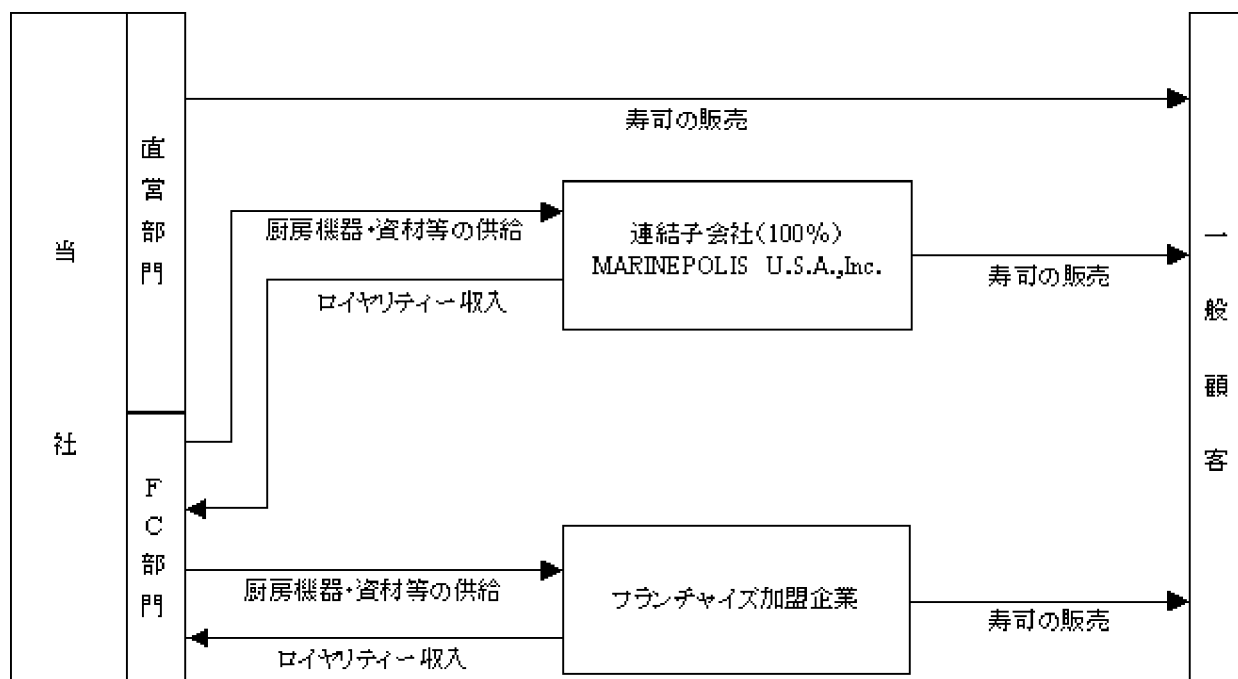 当社
直営部門
FC部門
寿司の販売
厨房機器・資材等の供給
ロイヤリティー収入
連結子会社(100%)
MARINEPOLIS U.S.A.,Inc.
寿司の販売
厨房機器・資材等の供給
ロイヤリティー収入
フランチャイズ加盟企業
寿司の販売
一般顧客